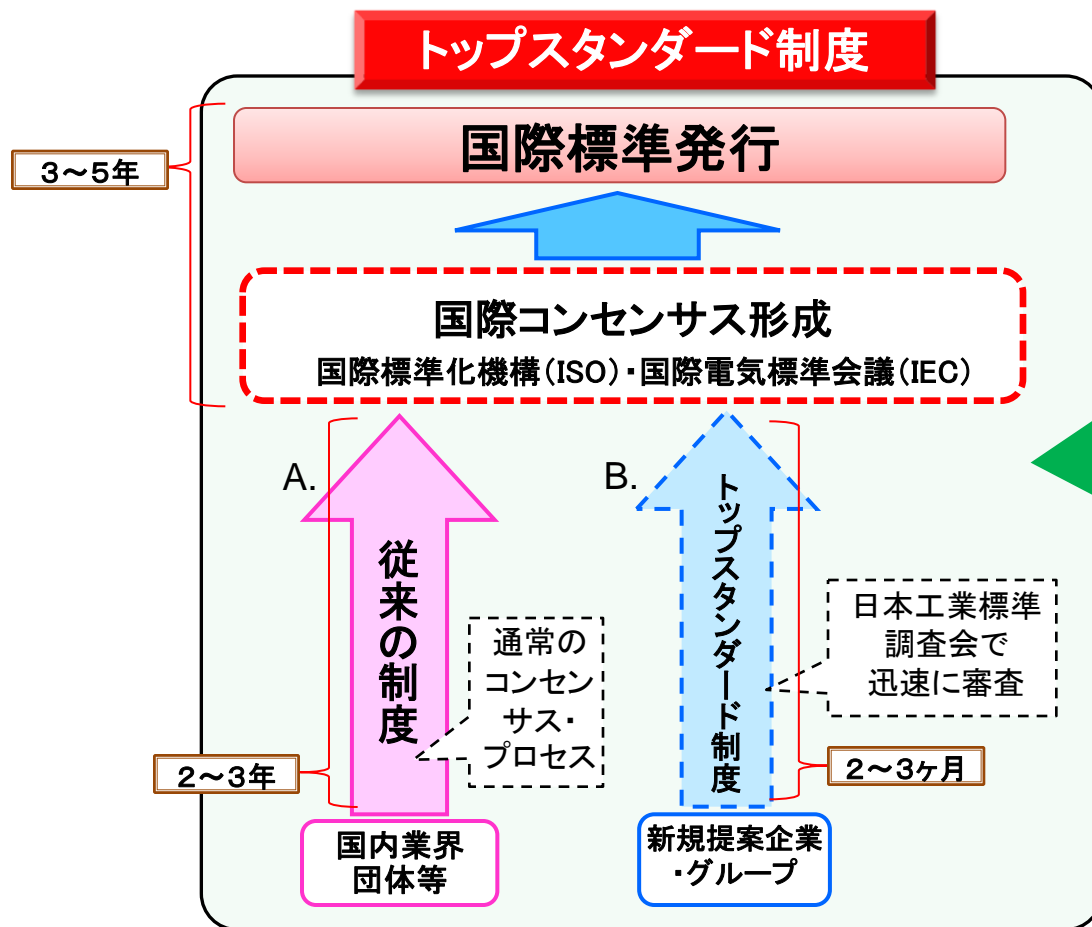 トップスタンダード制度
国際標準発行
３～５年
国際コンセンサス形成
国際標準化機構（ISO）・国際電気標準会議（IEC）
A.
従来の制度
通常の
コンセン
サス・
プロセス
２～３年
国内業界
団体等
B.
トップスタンダード制度
日本工業標準
調査会で
迅速に審査
２～３ヶ月
新規提案企業
・グループ